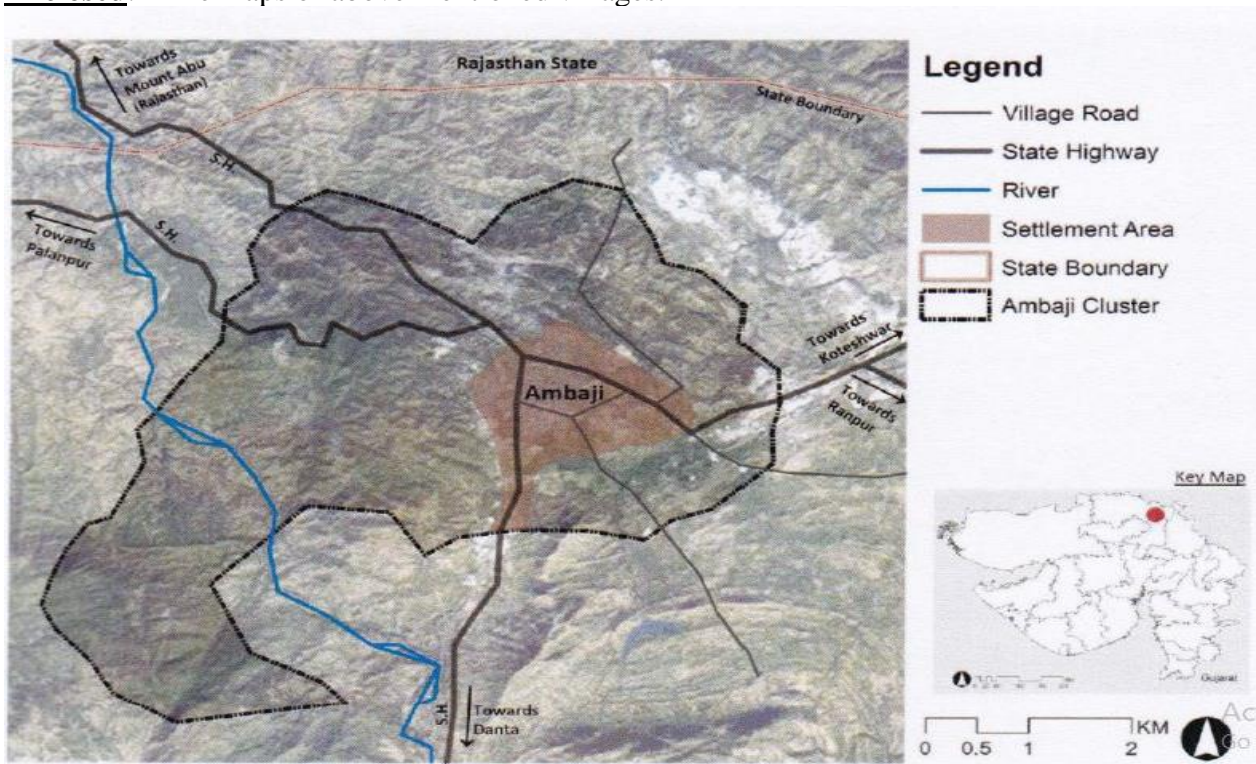 Towards
Mount Abu
(Rajasthan)
Rajasthan State
State Boundary
S.H.
S.H.
Towards
Palanpur
Ambaji
Towards
Koteshwar
Towards
Ranpur
S.H.
Towards
Danta
Legend
Village Road
State Highway
River
Settlement Area
State Boundary
Ambaji Cluster
Key Map
Gujarat
0 0.5 1 2 KM